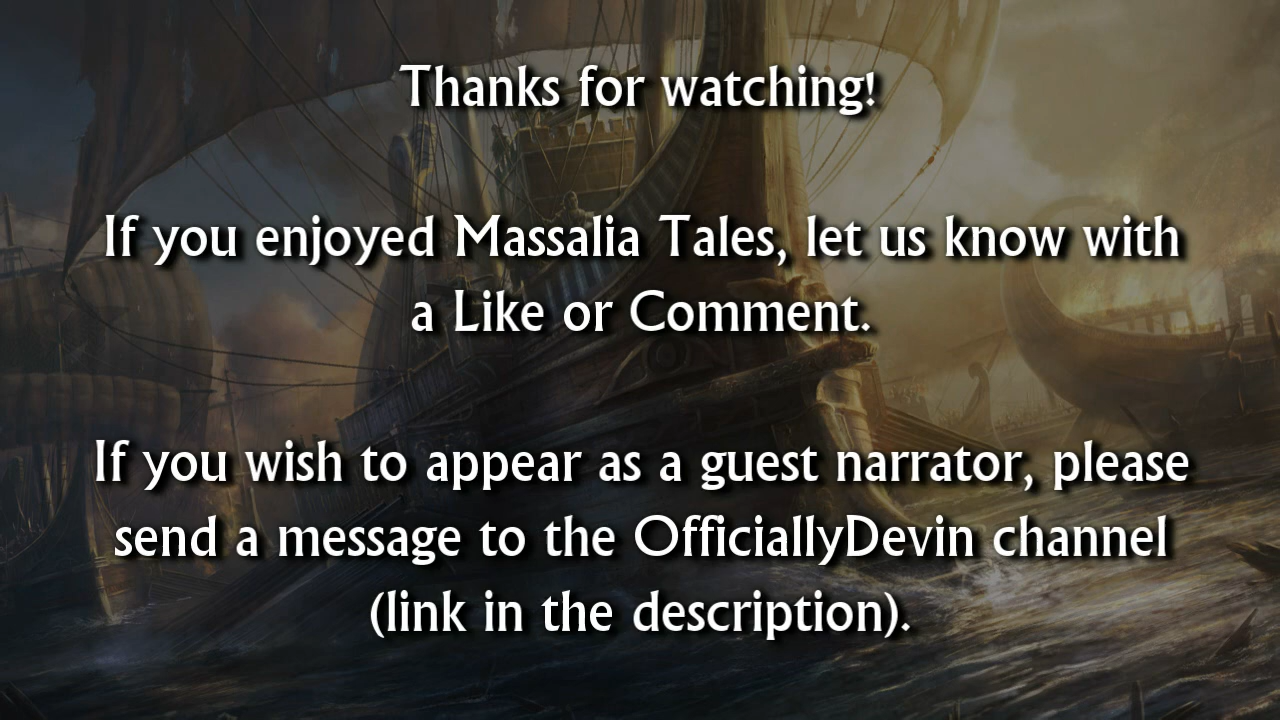 Thanks for watching!
If you enjoyed Massalia Tales, let us know with
a Like or Comment.
If you wish to appear as a guest narrator, please
send a message to the OfficiallyDevin channel
(link in the description).